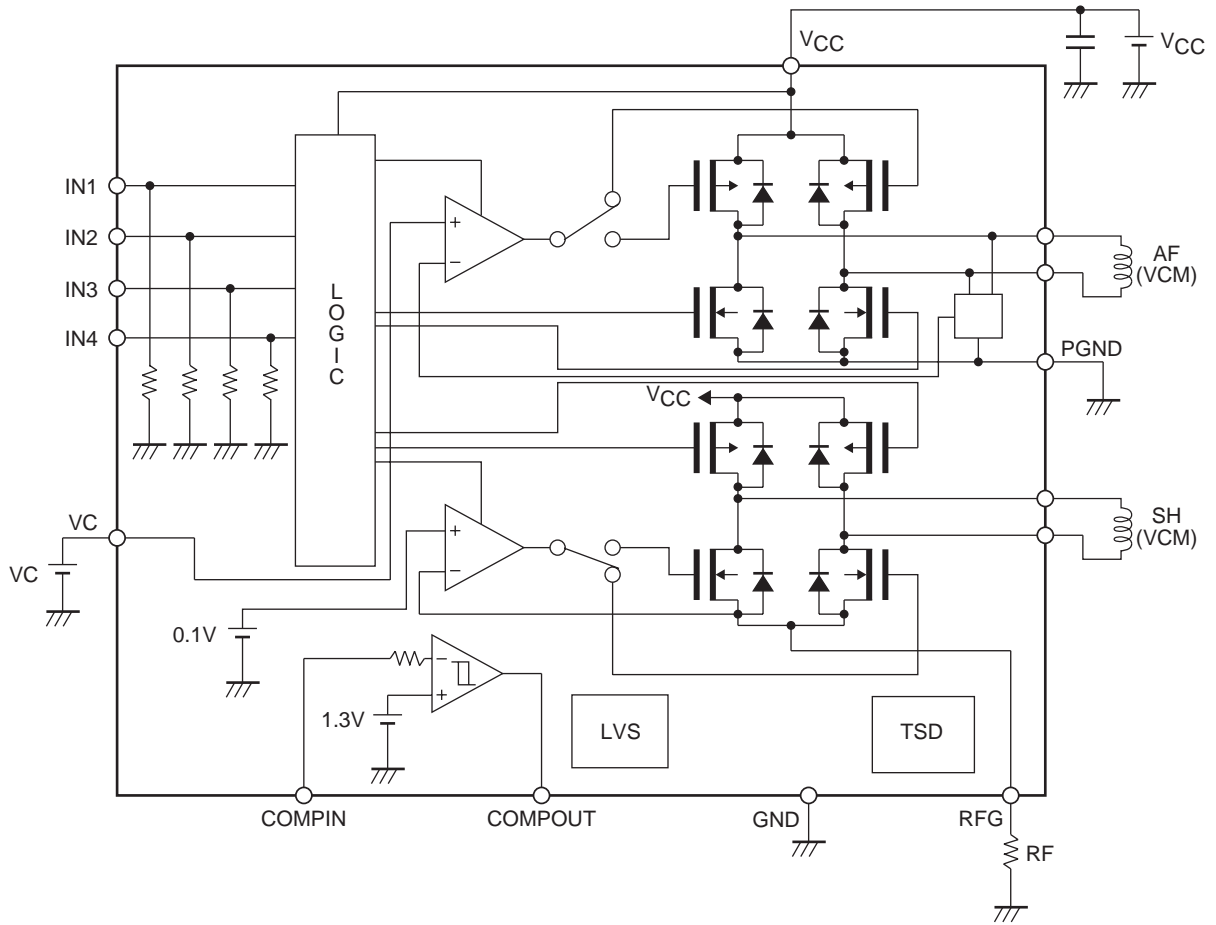 VCC
VCC
IN1
IN2
IN3
IN4
LOGIC
AF
(VCM)
PGND
VCC
VC
VC
SH
(VCM)
0.1V
1.3V
LVS
TSD
COMPIN
COMPOUT
GND
RFG
RF